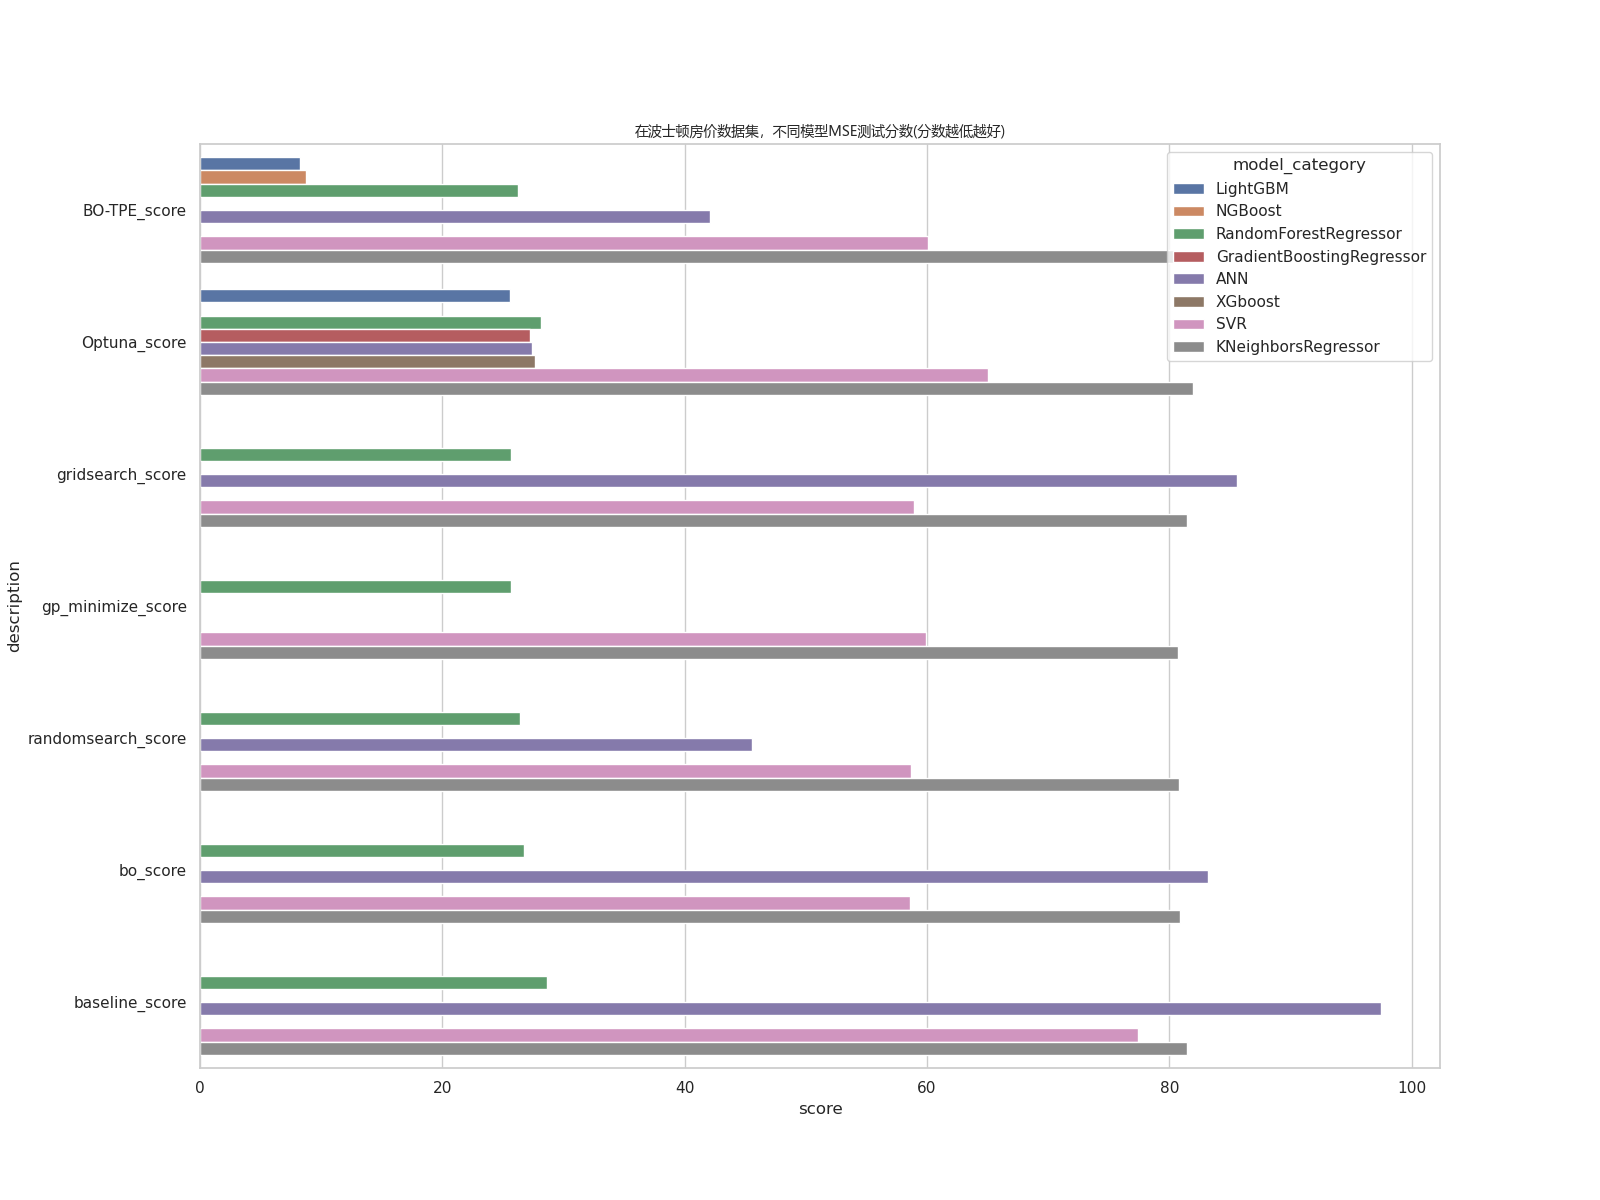 在波士顿房价数据集，不同模型MSE测试分数(分数越低越好)
model_category
LightGBM
NGBoost
RandomForestRegressor
GradientBoostingRegressor
ANN
XGboost
SVR
KNeighborsRegressor
description
BO-TPE_score
Optuna_score
gridsearch_score
gp_minimize_score
randomsearch_score
bo_score
baseline_score
0 20 40 60 80 100
score